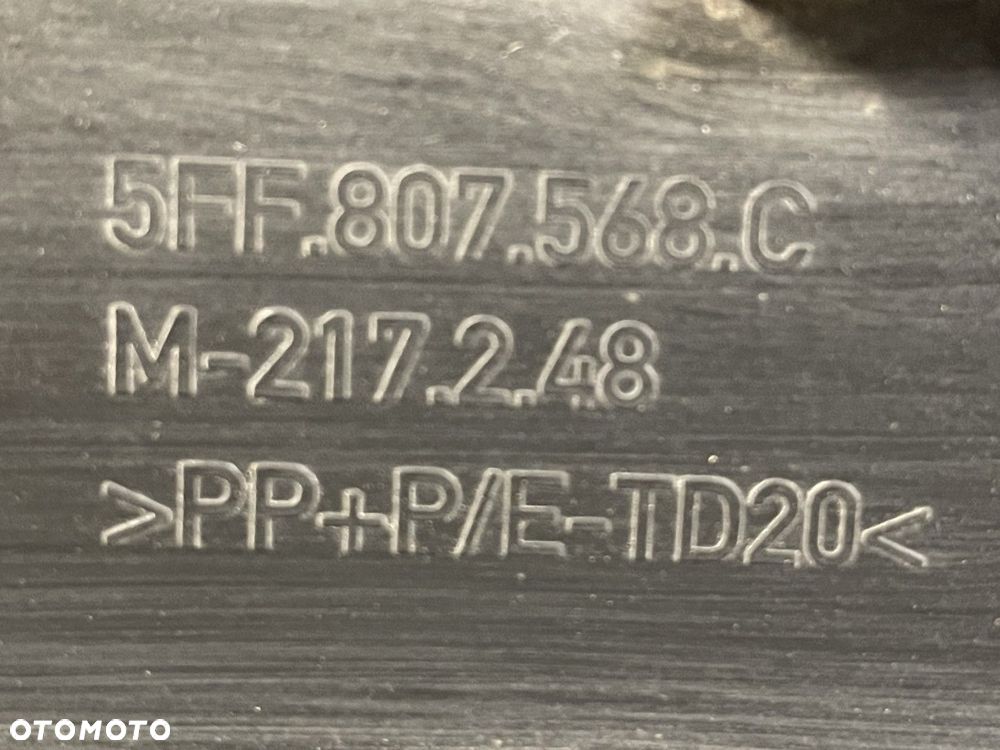 5FF.807.568.C
M-217.2.48
>PP+P/E-TD20<
OTOMOTO